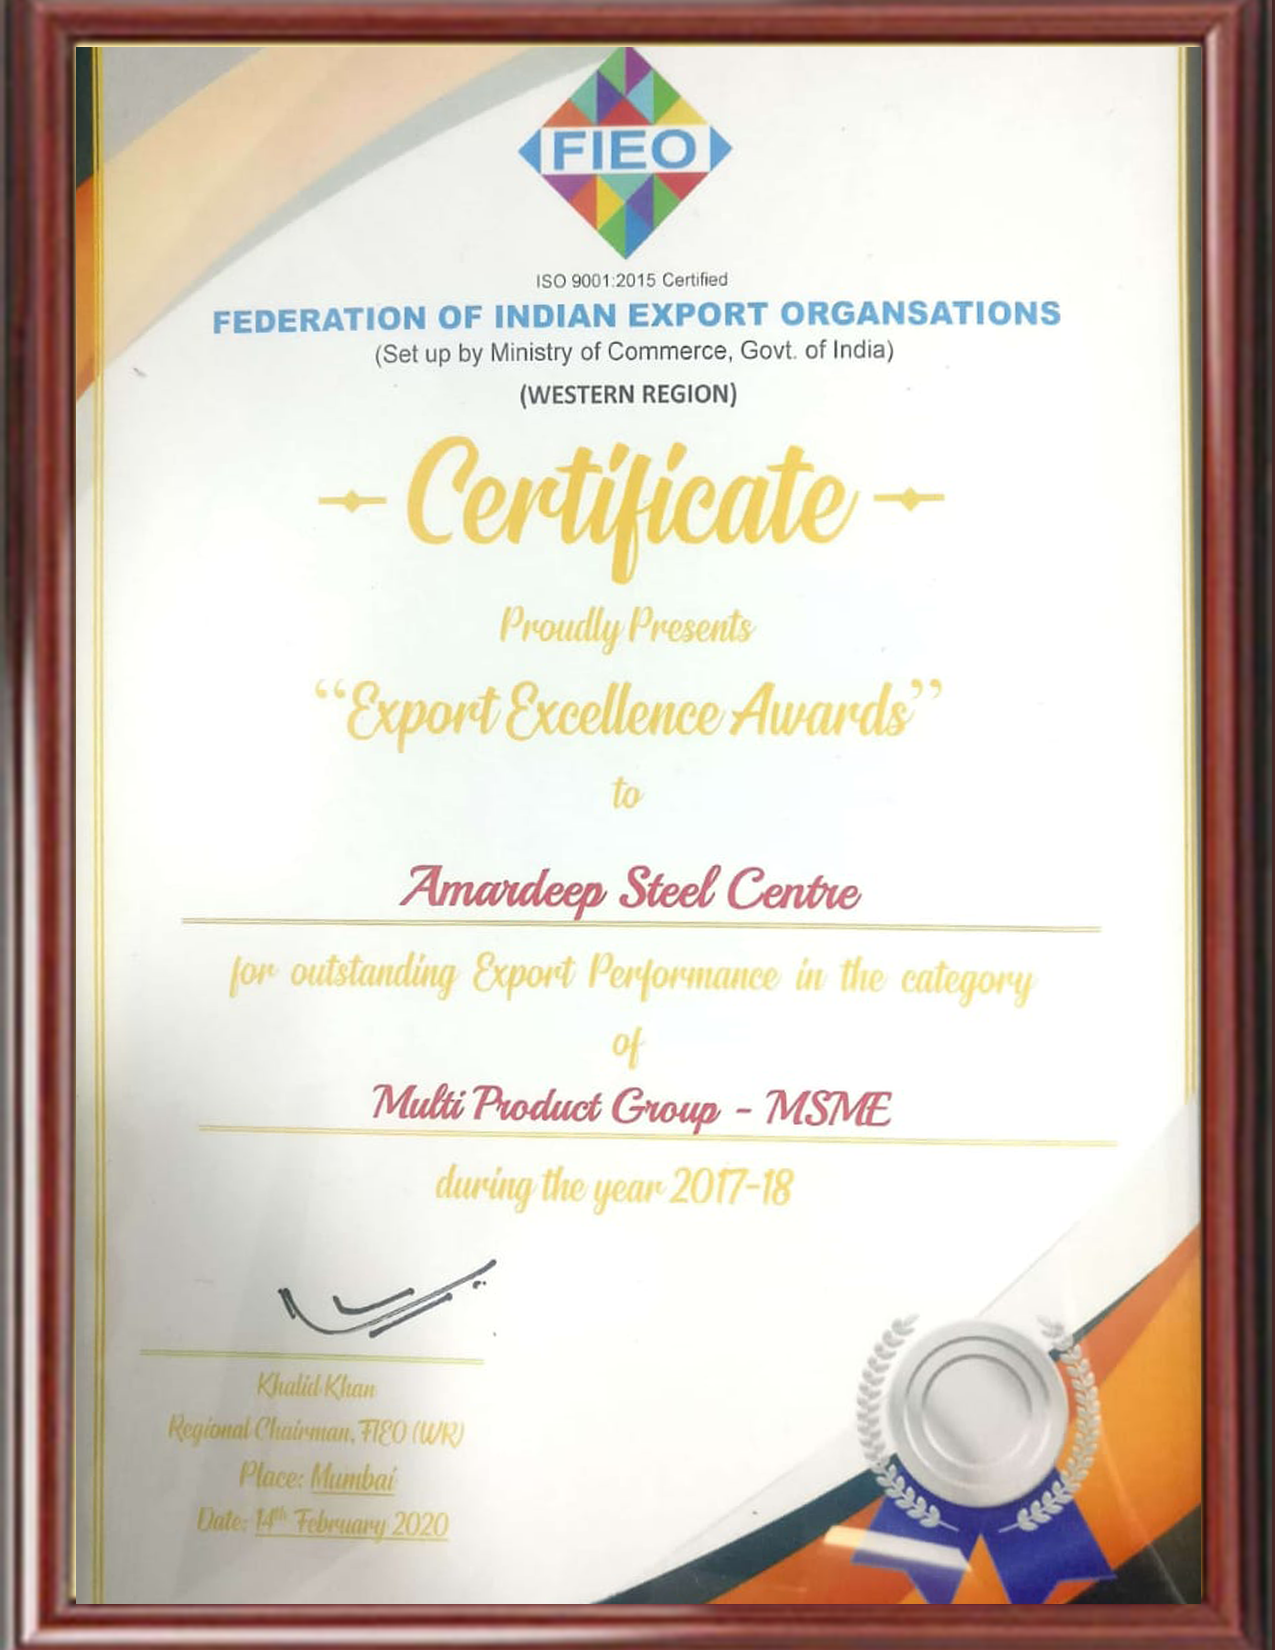 FIEO
ISO 9001:2015 Certified
FEDERATION OF INDIAN EXPORT ORGANSATIONS
(Set up by Ministry of Commerce, Govt. of India)
(WESTERN REGION)
Certificate
Proudly Presents
“Export Excellence Awards”
to
Amardeep Steel Centre
for outstanding Export Performance in the category
of
Multi Product Group - MSME
during the year 2017-18
Khalid Khan
Regional Chairman, FIEO (WR)
Place: Mumbai
Date: 14th February 2020